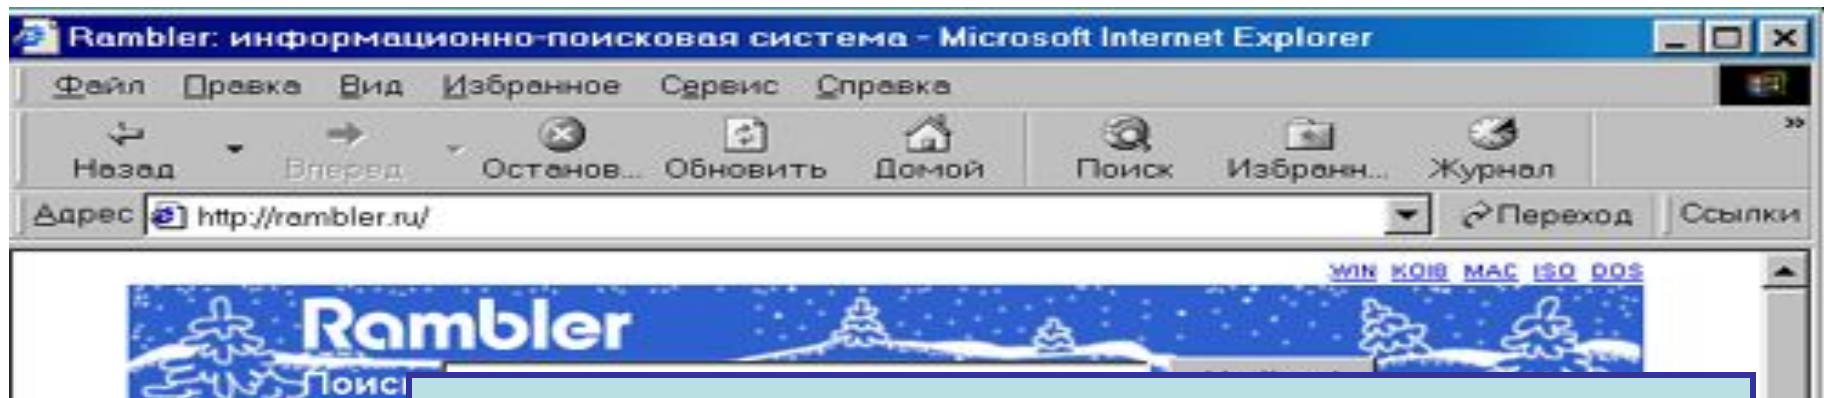 Rambler: информационно-поисковая система - Microsoft Internet Explorer
Файл Правка Вид Избранное Сервис Справка
Назад Вперед Останов... Обновить Домой Поиск Избранн... Журнал »
Адрес http://rambler.ru/ Переход Ссылки
WIN KOI8 MAC ISO DOS
Rambler